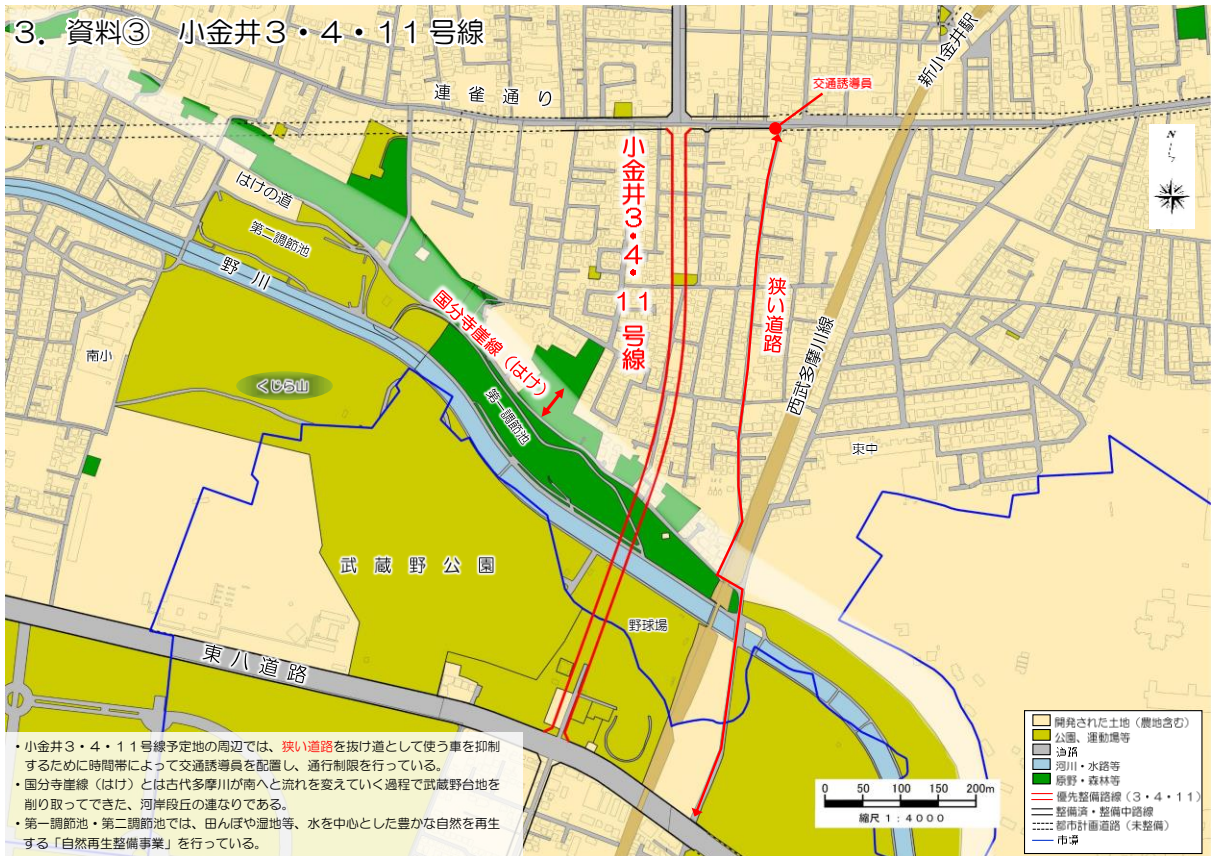 3．資料③　小金井３・４・11号線
連雀通り
交通誘導員
新小金井駅
N
小金井３・４・１１号線
はけの道
第二調節池
野川
国分寺崖線（はけ）
狭い道路
西武多摩川線
南小
くじら山
第一調節池
東中
武蔵野公園
野球場
東八道路
・小金井３・４・１１号線予定地の周辺では、狭い道路を抜け道として使う車を抑制
するために時間帯によって交通誘導員を配置し、通行制限を行っている。
・国分寺崖線（はけ）とは古代多摩川が南へと流れを変えていく過程で武蔵野台地を
削り取ってできた、河岸段丘の連なりである。
・第一調節池・第二調節池では、田んぼや湿地等、水を中心とした豊かな自然を再生
する「自然再生整備事業」を行っている。
0 50 100 150 200m
縮尺 1：4000
開発された土地（農地含む）
公園、運動場等
道路
河川・水路等
原野・森林等
優先整備路線（３・４・１１）
整備済・整備中路線
都市計画道路（未整備）
市境